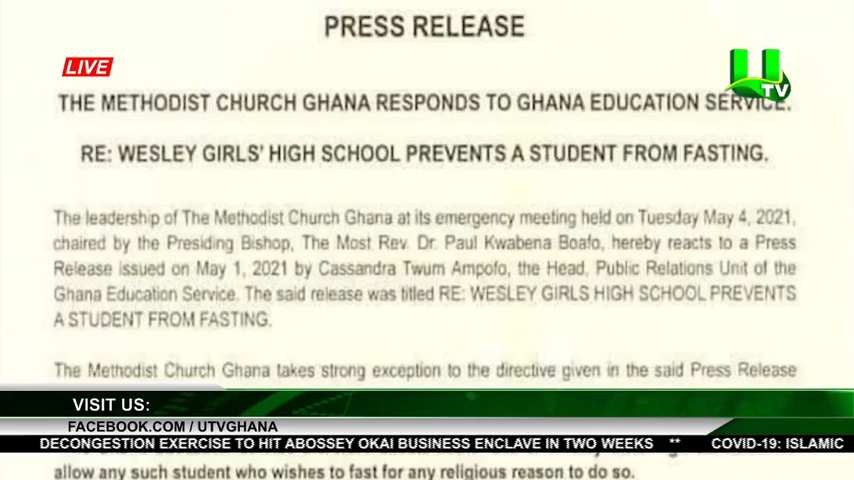 PRESS RELEASE
LIVE
U
TV
THE METHODIST CHURCH GHANA RESPONDS TO GHANA EDUCATION SERVICE.
RE: WESLEY GIRLS' HIGH SCHOOL PREVENTS A STUDENT FROM FASTING.
The leadership of The Methodist Church Ghana at its emergency meeting held on Tuesday May 4, 2021,
chaired by the Presiding Bishop, The Most Rev. Dr. Paul Kwabena Boafo, hereby reacts to a Press
Release issued on May 1, 2021 by Cassandra Twum Ampofo, the Head, Public Relations Unit of the
Ghana Education Service. The said release was titled RE: WESLEY GIRLS HIGH SCHOOL PREVENTS
A STUDENT FROM FASTING.
The Methodist Church Ghana takes strong exception to the directive given in the said Press Release
VISIT US:
FACEBOOK.COM / UTVGHANA
DECONGESTION EXERCISE TO HIT ABOSSEY OKAI BUSINESS ENCLAVE IN TWO WEEKS ** COVID-19: ISLAMIC
allow any such student who wishes to fast for any religious reason to do so.